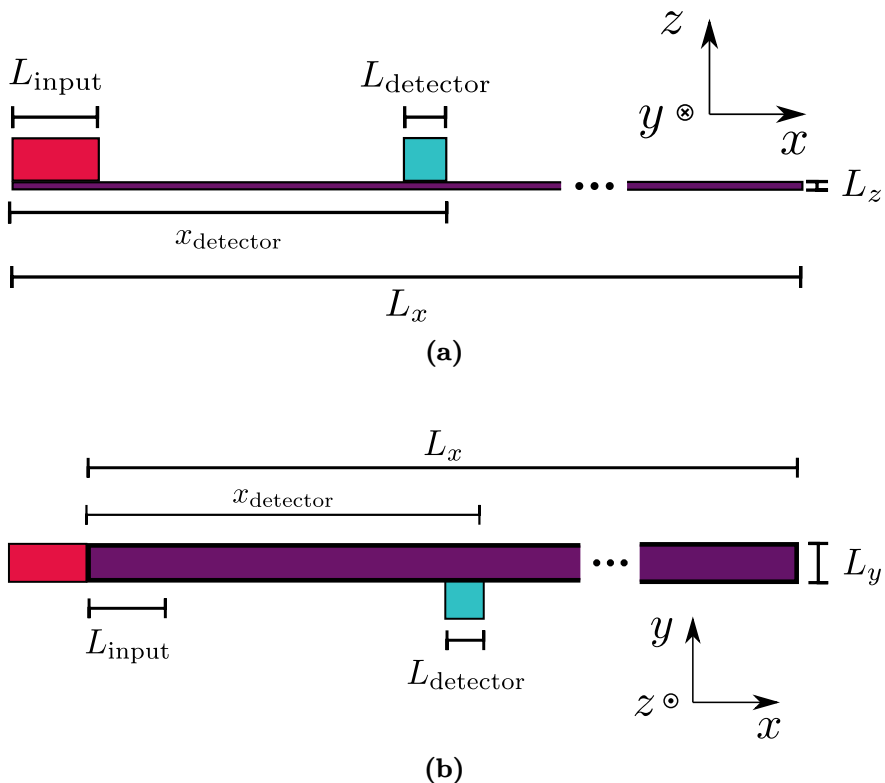 z
L_input
L_detector
y ⊗
x
L_z
x_detector
L_x
(a)
L_x
x_detector
L_y
L_input
y
L_detector
z ⊙
x
(b)